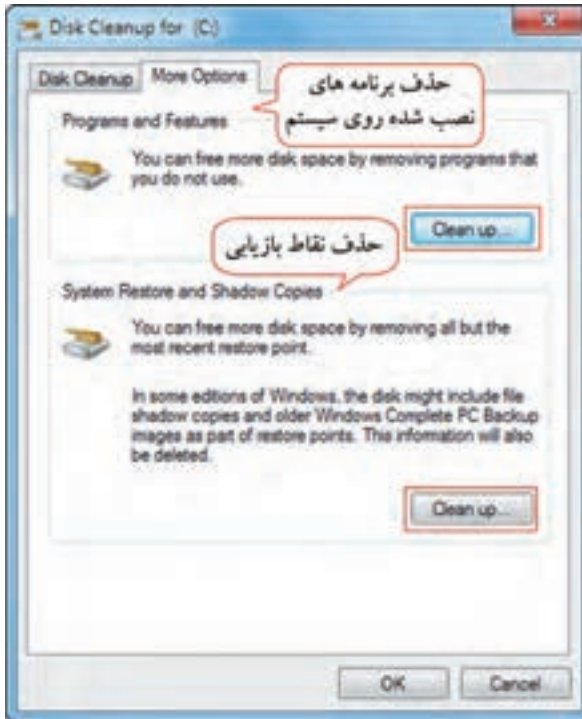 Disk Cleanup for (C:)
Disk Cleanup
More Options
حذف برنامه های
نصب شده روی سیستم
Programs and Features
You can free more disk space by removing programs that
you do not use.
Clean up...
حذف نقاط بازیابی
System Restore and Shadow Copies
You can free more disk space by removing all but the
most recent restore point.
In some editions of Windows, the disk might include file
shadow copies and older Windows Complete PC Backup
images as part of restore points. This information will also
be deleted.
Clean up...
OK
Cancel